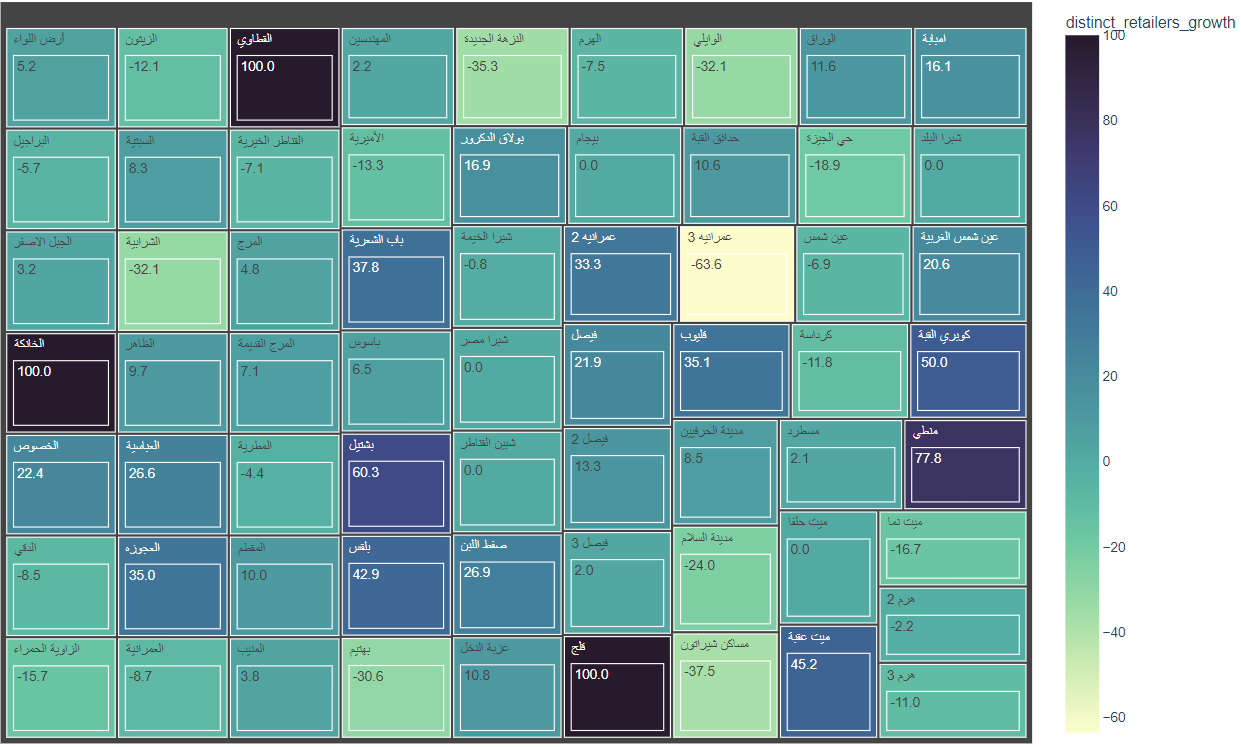 distinct_retailers_growth
أرض اللواء
5.2
الزيتون
-12.1
القطاوي
100.0
المهندسين
2.2
النزهة الجديدة
-35.3
الهرم
-7.5
الوايلي
-32.1
الوراق
11.6
امبابة
16.1
البراجيل
-5.7
السبتية
8.3
القناطر الخيرية
-7.1
الأميرية
-13.3
بولاق الدكرور
16.9
بيجام
0.0
حدائق القبة
10.6
حي الجيزة
-18.9
شبرا البلد
0.0
الجبل الاصفر
3.2
الشرابية
-32.1
المرج
4.8
باب الشعرية
37.8
شبرا الخيمة
-0.8
عمرانيه 2
33.3
عمرانيه 3
-63.6
عين شمس
-6.9
عين شمس الغربية
20.6
الخانكة
100.0
الظاهر
9.7
المرج القديمة
7.1
باسوس
6.5
شبرا مصر
0.0
فيصل
21.9
قليوب
35.1
كرداسة
-11.8
كوبري القبة
50.0
الخصوص
22.4
العباسية
26.6
المطرية
-4.4
بشتيل
60.3
شبين القناطر
0.0
فيصل 2
13.3
مدينة الحرفيين
8.5
مسطرد
2.1
منطي
77.8
الدقي
-8.5
العجوزه
35.0
المقطم
10.0
بلقس
42.9
صفط اللبن
26.9
فيصل 3
2.0
مدينة السلام
-24.0
ميت حلفا
0.0
ميت نما
-16.7
هرم 2
-2.2
الزاوية الحمراء
-15.7
العمرانية
-8.7
المنيب
3.8
بهتيم
-30.6
عزبة النخل
10.8
قلج
100.0
مساكن شيراتون
-37.5
ميت عقبة
45.2
هرم 3
-11.0
100
80
60
40
20
0
−20
−40
−60